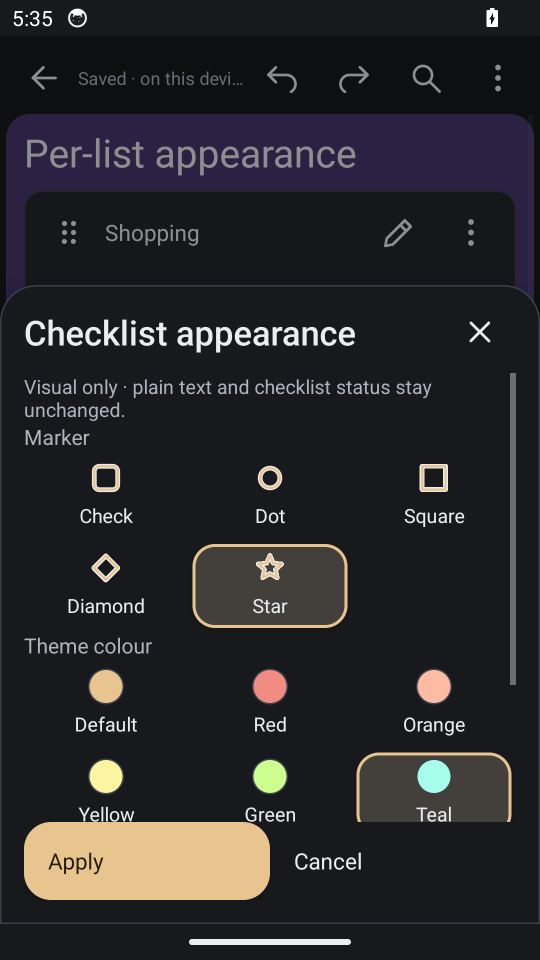 5:35
Saved · on this devi…
Per-list appearance
Shopping
Checklist appearance
Visual only · plain text and checklist status stay
unchanged.
Marker
Check
Dot
Square
Diamond
Star
Theme colour
Default
Red
Orange
Yellow
Green
Teal
Apply
Cancel